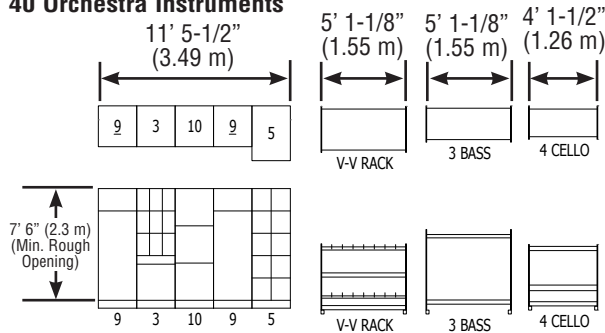 40 Orchestra Instruments
11’ 5-1/2”
(3.49 m)
5’ 1-1/8”
(1.55 m)
5’ 1-1/8”
(1.55 m)
4’ 1-1/2”
(1.26 m)
9 3 10 9 5
V-V RACK
3 BASS
4 CELLO
7’ 6” (2.3 m)
(Min. Rough
Opening)
9 3 10 9 5
V-V RACK
3 BASS
4 CELLO